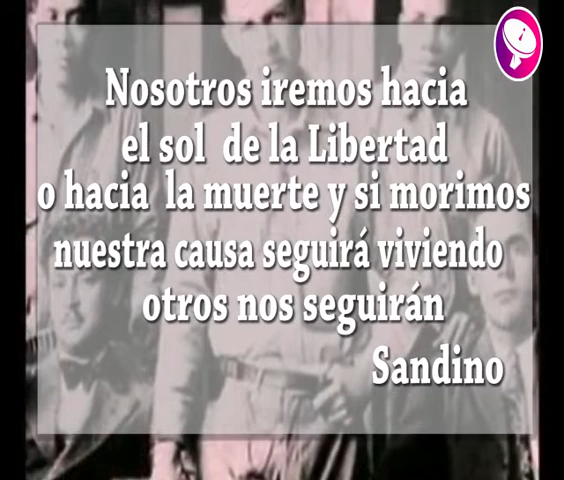 Nosotros iremos hacia
el sol de la Libertad
o hacia la muerte y si morimos
nuestra causa seguirá viviendo
otros nos seguirán
Sandino